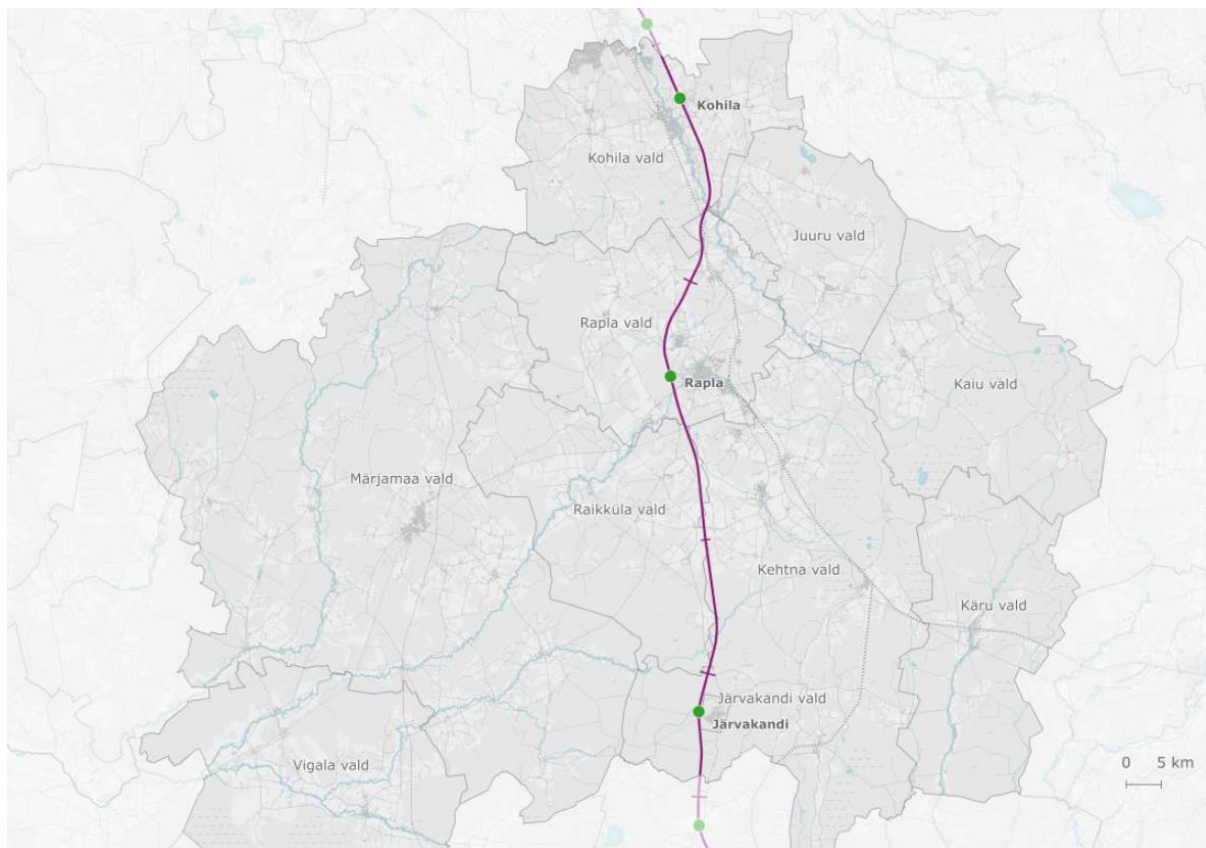 Kohila
Kohila vald
Juuru vald
Rapla vald
Rapla
Kaiu vald
Märjamaa vald
Raikküla vald
Kehtna vald
Käru vald
Järvakandi vald
Järvakandi
Vigala vald
0 5 km